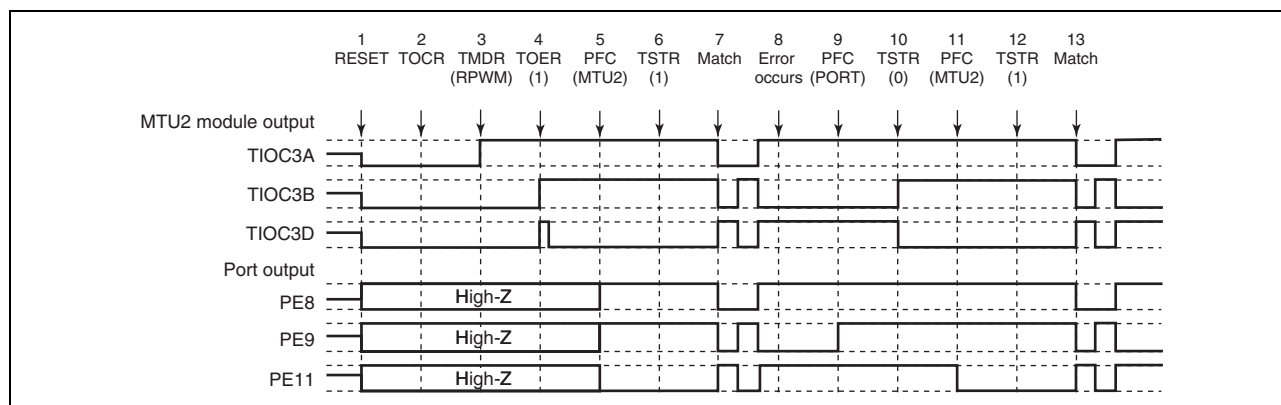 1 2 3 4 5 6 7 8 9 10 11 12 13
RESET TOCR TMDR TOER PFC TSTR Match Error PFC TSTR PFC TSTR Match
(RPWM) (1) (MTU2) (1) occurs (PORT) (0) (MTU2) (1)
MTU2 module output
TIOC3A
TIOC3B
TIOC3D
Port output
PE8 High-Z
PE9 High-Z
PE11 High-Z